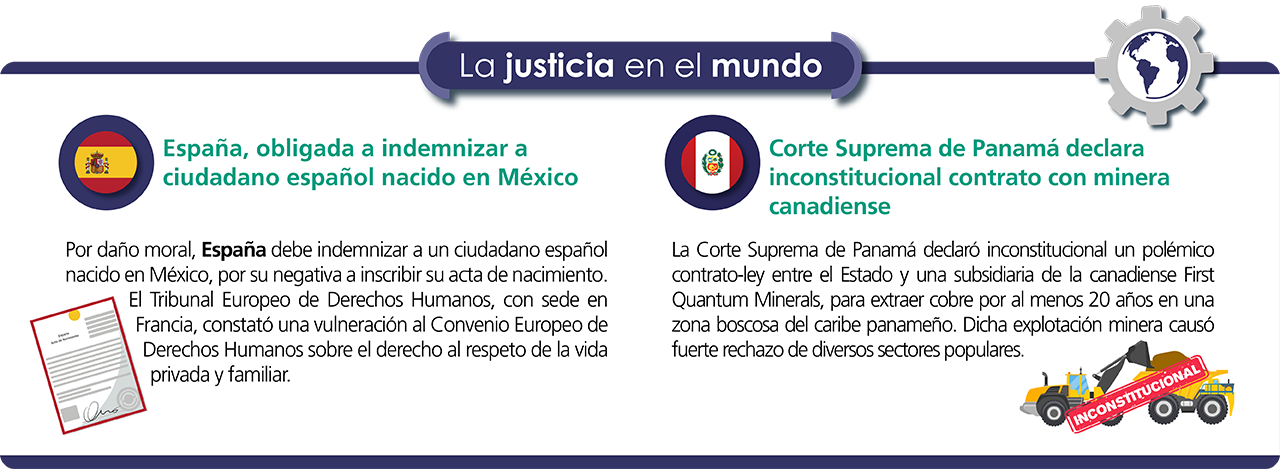 La justicia en el mundo
España, obligada a indemnizar a
ciudadano español nacido en México
Por daño moral, España debe indemnizar a un ciudadano español
nacido en México, por su negativa a inscribir su acta de nacimiento.
El Tribunal Europeo de Derechos Humanos, con sede en
Francia, constató una vulneración al Convenio Europeo de
Derechos Humanos sobre el derecho al respeto de la vida
privada y familiar.
Corte Suprema de Panamá declara
inconstitucional contrato con minera
canadiense
La Corte Suprema de Panamá declaró inconstitucional un polémico
contrato-ley entre el Estado y una subsidiaria de la canadiense First
Quantum Minerals, para extraer cobre por al menos 20 años en una
zona boscosa del caribe panameño. Dicha explotación minera causó
fuerte rechazo de diversos sectores populares.
INCONSTITUCIONAL